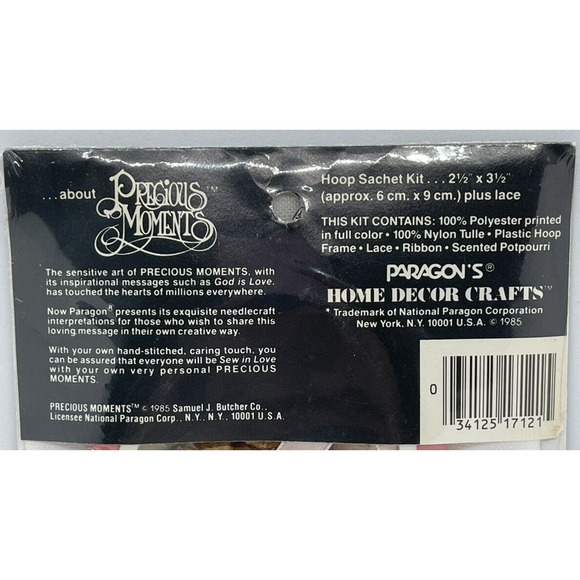 ...about PRECIOUS MOMENTS™
The sensitive art of PRECIOUS MOMENTS, with
its inspirational messages such as God is Love,
has touched the hearts of millions everywhere.
Now Paragon® presents its exquisite needlecraft
interpretations for those who wish to share this
loving message in their own creative way.
With your own hand-stitched, caring touch, you
can be assured that everyone will be Sew in Love
with your own very personal PRECIOUS
MOMENTS.
PRECIOUS MOMENTS™ © 1985 Samuel J. Butcher Co.,
Licensee National Paragon Corp., N.Y., N.Y., 10001 U.S.A.
Hoop Sachet Kit . . . 2½" x 3½"
(approx. 6 cm. x 9 cm.) plus lace
THIS KIT CONTAINS: 100% Polyester printed
in full color • 100% Nylon Tulle • Plastic Hoop
Frame • Lace • Ribbon • Scented Potpourri
PARAGON'S®
HOME DECOR CRAFTS™
* Trademark of National Paragon Corporation
New York, N.Y. 10001 U.S.A. © 1985
0
34125 17121